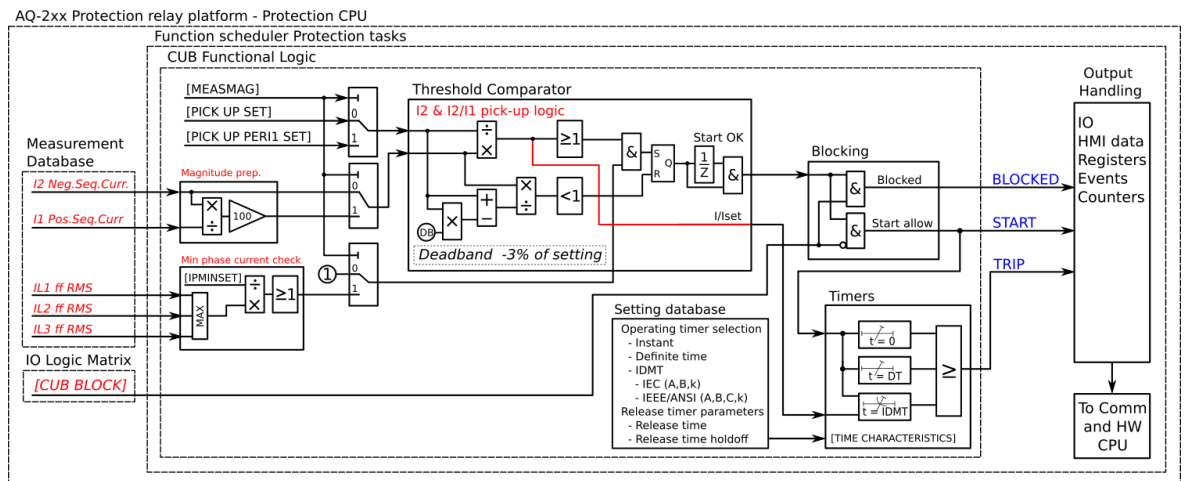 AQ-2xx Protection relay platform - Protection CPU
Function scheduler Protection tasks
CUB Functional Logic
[MEASMAG]
[PICK UP SET]
[PICK UP PERI1 SET]
0
1
Threshold Comparator
I2 & I2/I1 pick-up logic
÷
×
≥1
&
S
R
Q
Start OK
1
Z
&
<1
+
−
÷
×
×
DB
I/Iset
Deadband -3% of setting
Measurement
Database
I2 Neg.Seq.Curr.
I1 Pos.Seq.Curr
IL1 ff RMS
IL2 ff RMS
IL3 ff RMS
Magnitude prep.
×
÷
100
0
1
Min phase current check
[IPMINSET]
MAX
÷
×
≥1
1
0
1
IO Logic Matrix
[CUB BLOCK]
Blocking
&
Blocked
&
Start allow
BLOCKED
START
TRIP
Setting database
Operating timer selection
- Instant
- Definite time
- IDMT
- IEC (A,B,k)
- IEEE/ANSI (A,B,C,k)
Release timer parameters
- Release time
- Release time holdoff
Timers
t = 0
t = DT
t = IDMT
≥
[TIME CHARACTERISTICS]
Output
Handling
IO
HMI data
Registers
Events
Counters
To Comm
and HW
CPU